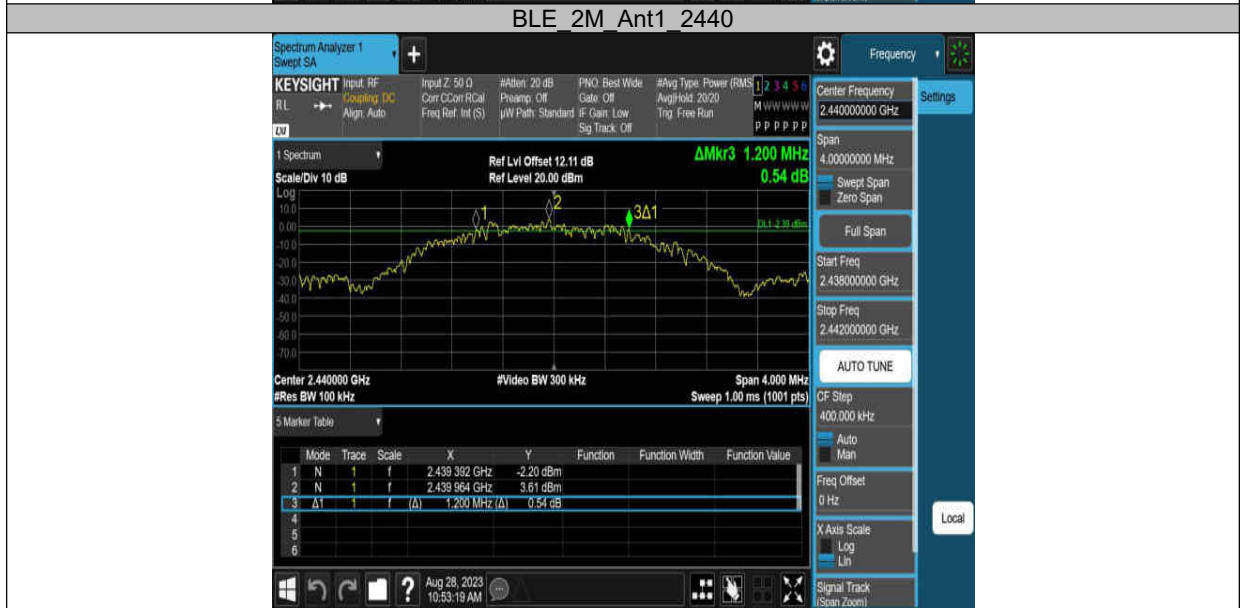 BLE_2M_Ant1_2440
Spectrum Analyzer 1
Swept SA
+
Frequency
KEYSIGHT
Input: RF
Coupling: DC
Align: Auto
Input Z: 50 Ω
Corr CCorr RCal
Freq Ref: Int (S)
#Atten: 20 dB
Preamp: Off
µW Path: Standard
PNO: Best Wide
Gate: Off
IF Gain: Low
Sig Track: Off
#Avg Type: Power (RMS
Avg|Hold: 20/20
Trig: Free Run
1 2 3 4 5 6
M W W W W W
P P P P P P
RL
LXI
1 Spectrum
Scale/Div 10 dB
Ref Lvl Offset 12.11 dB
Ref Level 20.00 dBm
ΔMkr3 1.200 MHz
0.54 dB
Log
10.0
0.00
-10.0
-20.0
-30.0
-40.0
-50.0
-60.0
-70.0
1
2
3Δ1
DL1 -2.39 dBm
Center 2.440000 GHz
#Res BW 100 kHz
#Video BW 300 kHz
Span 4.000 MHz
Sweep 1.00 ms (1001 pts)
5 Marker Table
Mode Trace Scale X Y Function Function Width Function Value
1 N 1 f 2.439 392 GHz -2.20 dBm
2 N 1 f 2.439 964 GHz 3.61 dBm
3 Δ1 1 f (Δ) 1.200 MHz (Δ) 0.54 dB
4
5
6
Aug 28, 2023
10:53:19 AM
?
Center Frequency
2.440000000 GHz
Span
4.00000000 MHz
Swept Span
Zero Span
Full Span
Start Freq
2.438000000 GHz
Stop Freq
2.442000000 GHz
AUTO TUNE
CF Step
400.000 kHz
Auto
Man
Freq Offset
0 Hz
X Axis Scale
Log
Lin
Signal Track
(Span Zoom)
Settings
Local